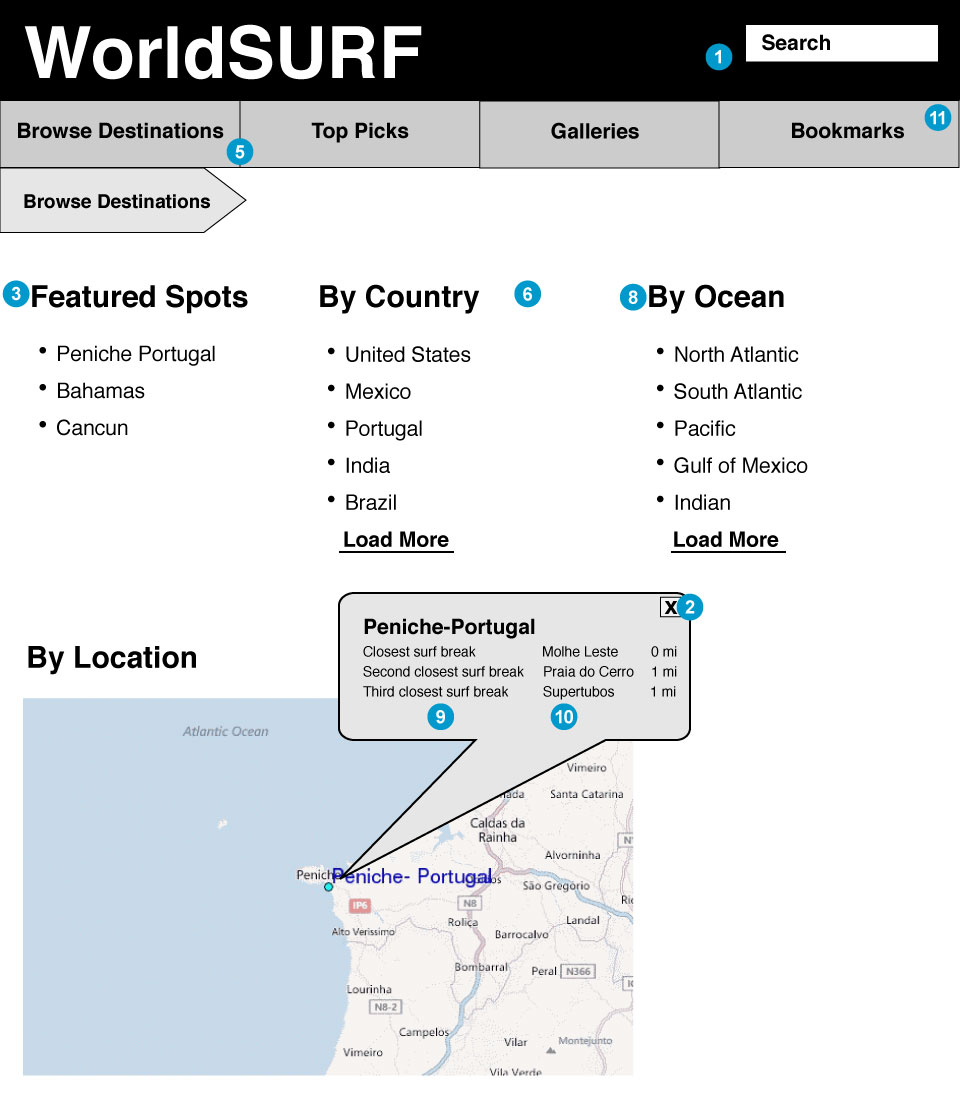 WorldSURF
1
Search
Browse Destinations
Top Picks
Galleries
Bookmarks
11
5
Browse Destinations
3
Featured Spots
• Peniche Portugal
• Bahamas
• Cancun
By Country
6
• United States
• Mexico
• Portugal
• India
• Brazil
Load More
8
By Ocean
• North Atlantic
• South Atlantic
• Pacific
• Gulf of Mexico
• Indian
Load More
By Location
X
2
Peniche-Portugal
Closest surf break Molhe Leste 0 mi
Second closest surf break Praia do Cerro 1 mi
Third closest surf break Supertubos 1 mi
9
10
Atlantic Ocean
Vimeiro
Santa Catarina
Caldas da
Rainha
Alvorninha
Peniche- Portugal
São Gregório
IP6
N8
Roliça
Landal
Alto Verissimo
Barrocalvo
Bombarral
Peral
N366
Lourinha
N8-2
Campelos
Vilar
Montejunto
Vimeiro
Vila Verde